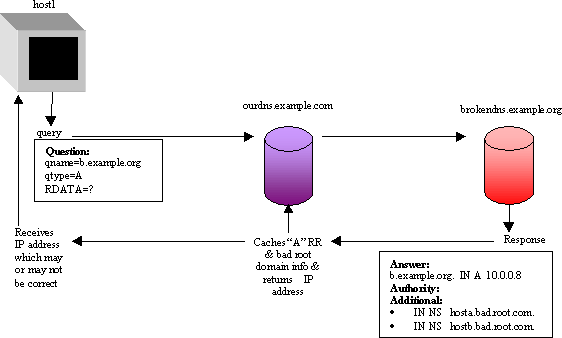 host1
ourdns.example.com
brokendns.example.org
query
Question:
qname=b.example.org
qtype=A
RDATA=?
Receives
IP address
which may
or may not
be correct
Caches "A" RR
& bad root
domain info &
returns IP
address
Response
Answer:
b.example.org. IN A 10.0.0.8
Authority:
Additional:
• IN NS hosta.bad.root.com.
• IN NS hostb.bad.root.com.